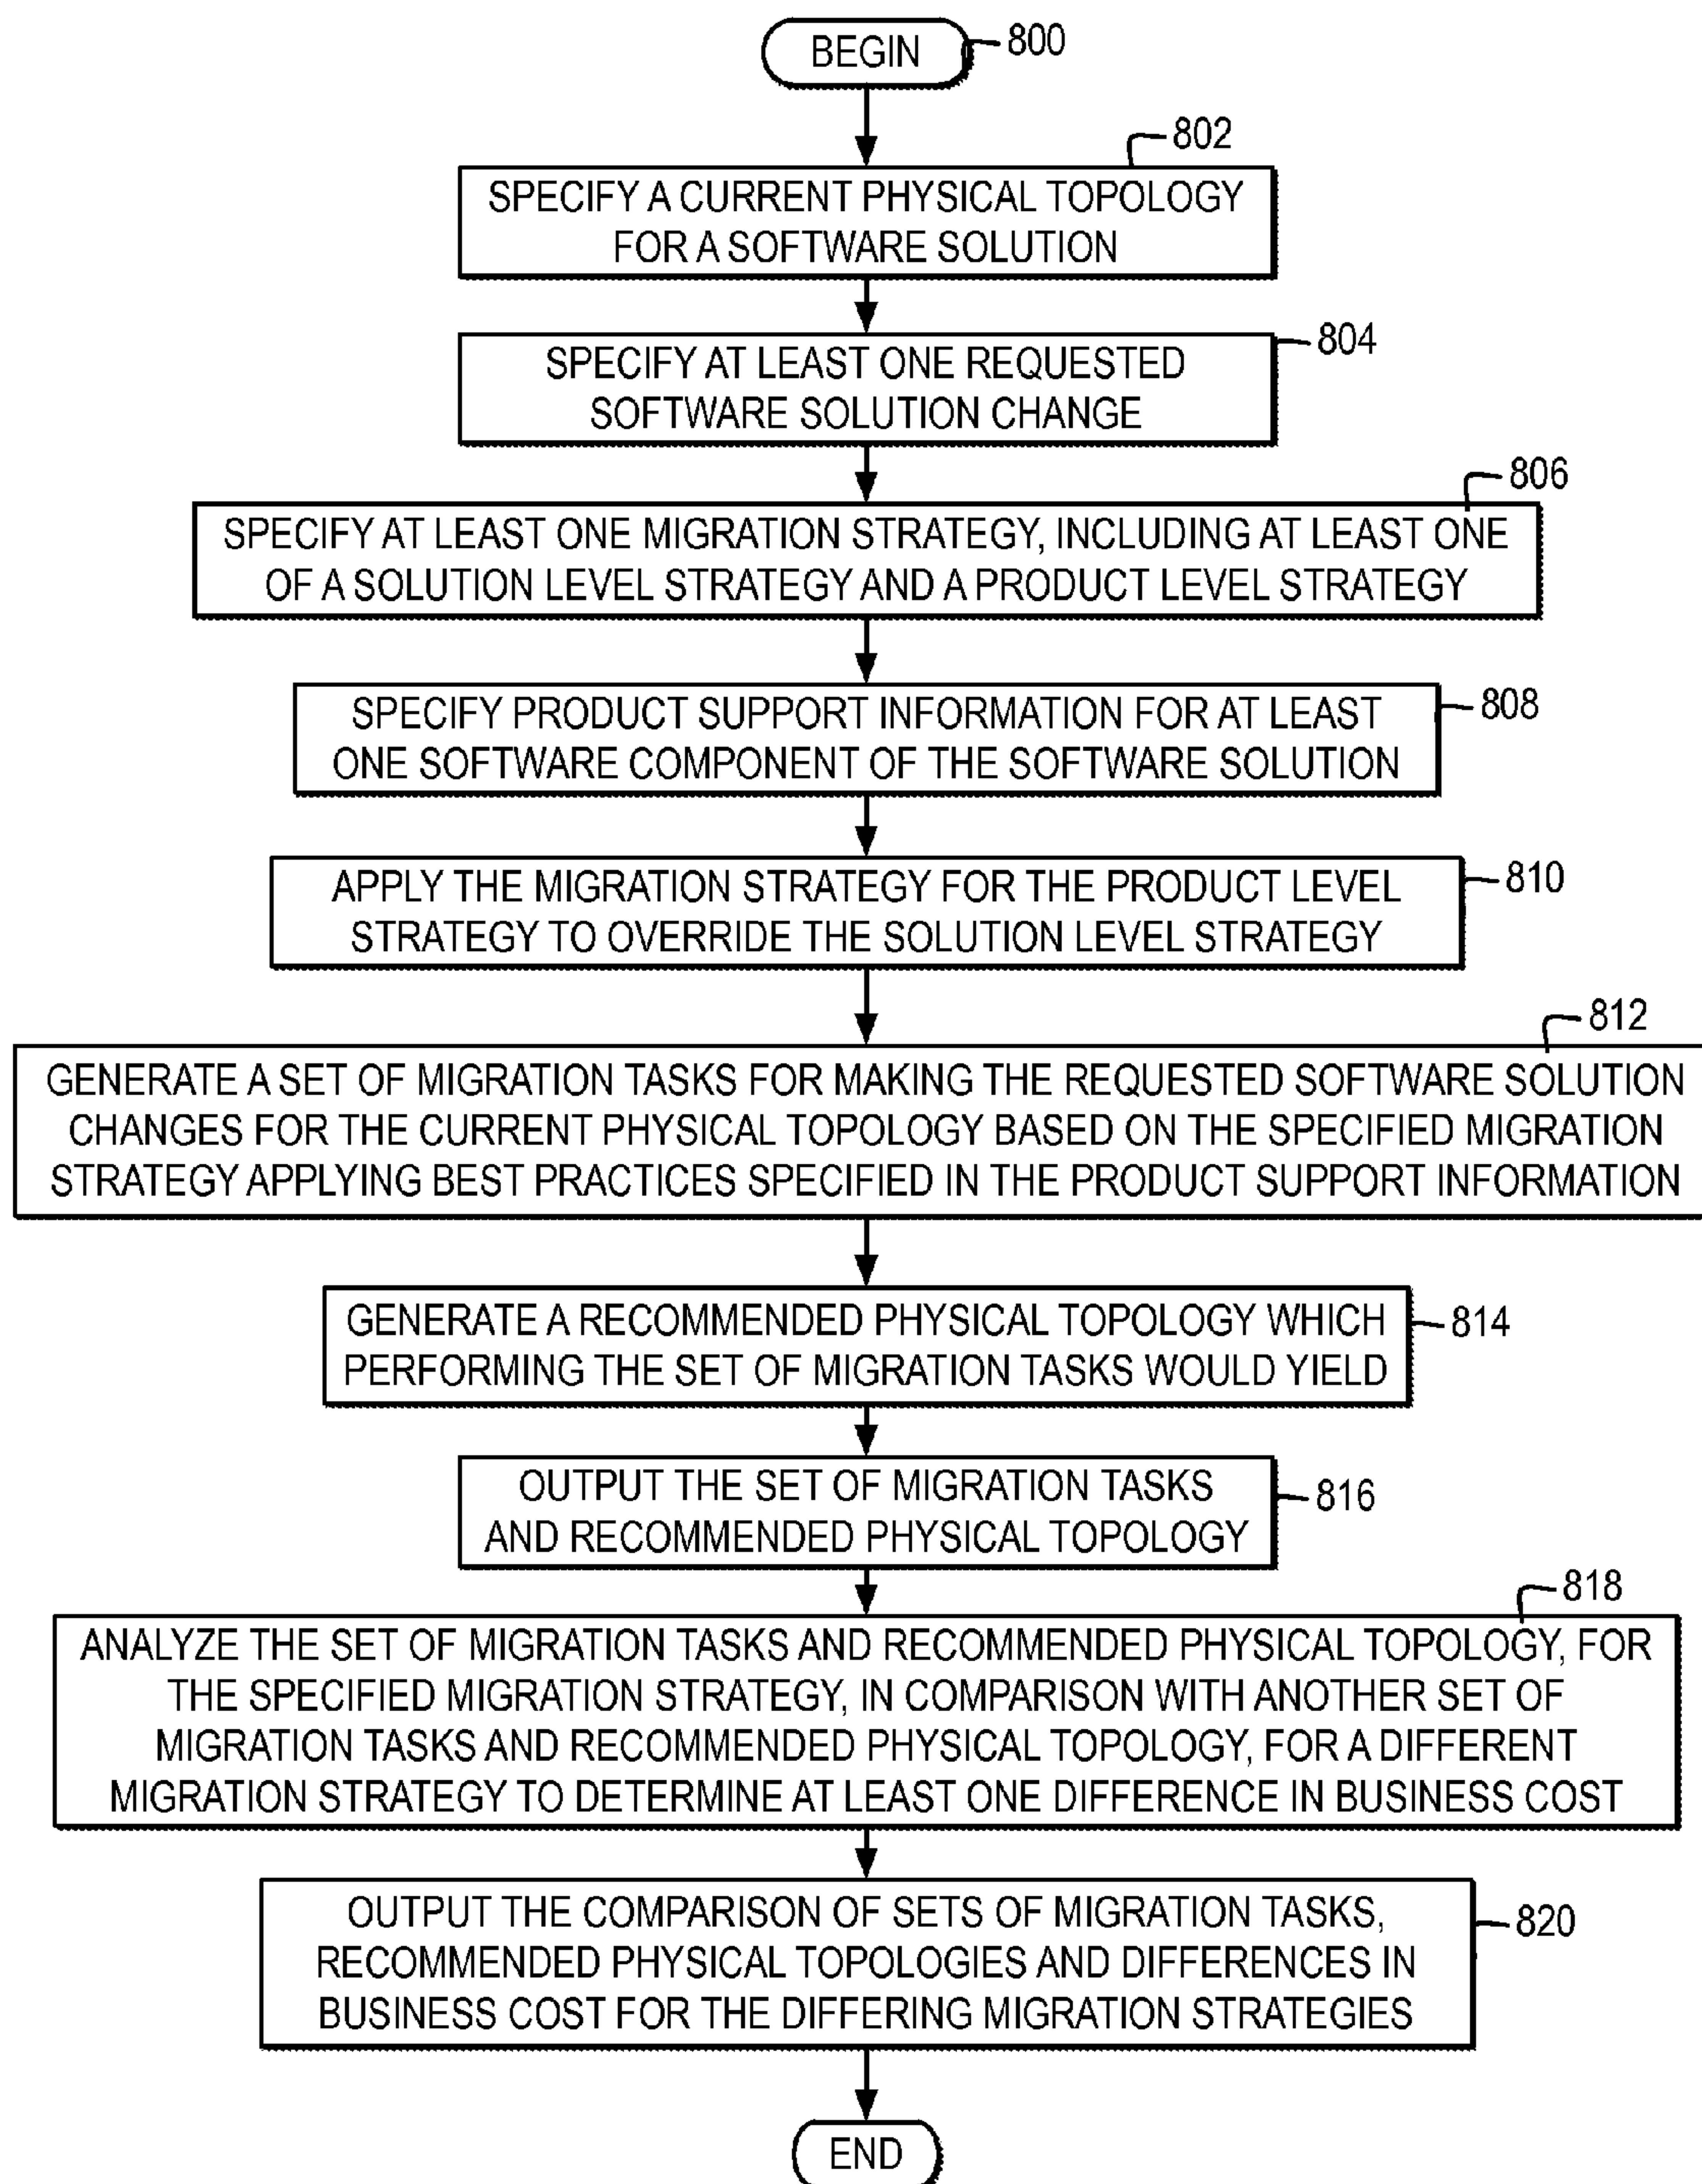 BEGIN
800
802
SPECIFY A CURRENT PHYSICAL TOPOLOGY
FOR A SOFTWARE SOLUTION
804
SPECIFY AT LEAST ONE REQUESTED
SOFTWARE SOLUTION CHANGE
806
SPECIFY AT LEAST ONE MIGRATION STRATEGY, INCLUDING AT LEAST ONE
OF A SOLUTION LEVEL STRATEGY AND A PRODUCT LEVEL STRATEGY
808
SPECIFY PRODUCT SUPPORT INFORMATION FOR AT LEAST
ONE SOFTWARE COMPONENT OF THE SOFTWARE SOLUTION
810
APPLY THE MIGRATION STRATEGY FOR THE PRODUCT LEVEL
STRATEGY TO OVERRIDE THE SOLUTION LEVEL STRATEGY
812
GENERATE A SET OF MIGRATION TASKS FOR MAKING THE REQUESTED SOFTWARE SOLUTION
CHANGES FOR THE CURRENT PHYSICAL TOPOLOGY BASED ON THE SPECIFIED MIGRATION
STRATEGY APPLYING BEST PRACTICES SPECIFIED IN THE PRODUCT SUPPORT INFORMATION
GENERATE A RECOMMENDED PHYSICAL TOPOLOGY WHICH
PERFORMING THE SET OF MIGRATION TASKS WOULD YIELD
814
OUTPUT THE SET OF MIGRATION TASKS
AND RECOMMENDED PHYSICAL TOPOLOGY
816
818
ANALYZE THE SET OF MIGRATION TASKS AND RECOMMENDED PHYSICAL TOPOLOGY, FOR
THE SPECIFIED MIGRATION STRATEGY, IN COMPARISON WITH ANOTHER SET OF
MIGRATION TASKS AND RECOMMENDED PHYSICAL TOPOLOGY, FOR A DIFFERENT
MIGRATION STRATEGY TO DETERMINE AT LEAST ONE DIFFERENCE IN BUSINESS COST
OUTPUT THE COMPARISON OF SETS OF MIGRATION TASKS,
RECOMMENDED PHYSICAL TOPOLOGIES AND DIFFERENCES IN
BUSINESS COST FOR THE DIFFERING MIGRATION STRATEGIES
820
END